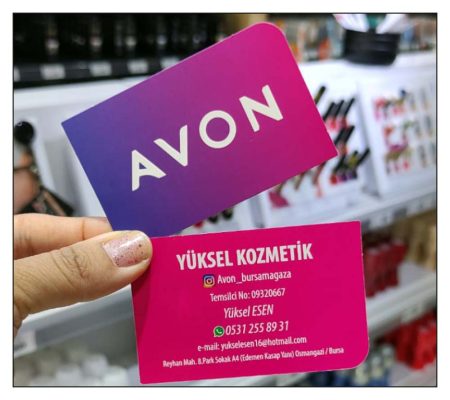 AVON
YÜKSEL KOZMETİK
Avon_bursamagaza
Temsilci No: 09320667
Yüksel ESEN
0531 255 89 31
e-mail: yukselesen16@hotmail.com
Reyhan Mah. 8.Park Sokak A4 (Edemen Kasap Yanı) Osmangazi / Bursa